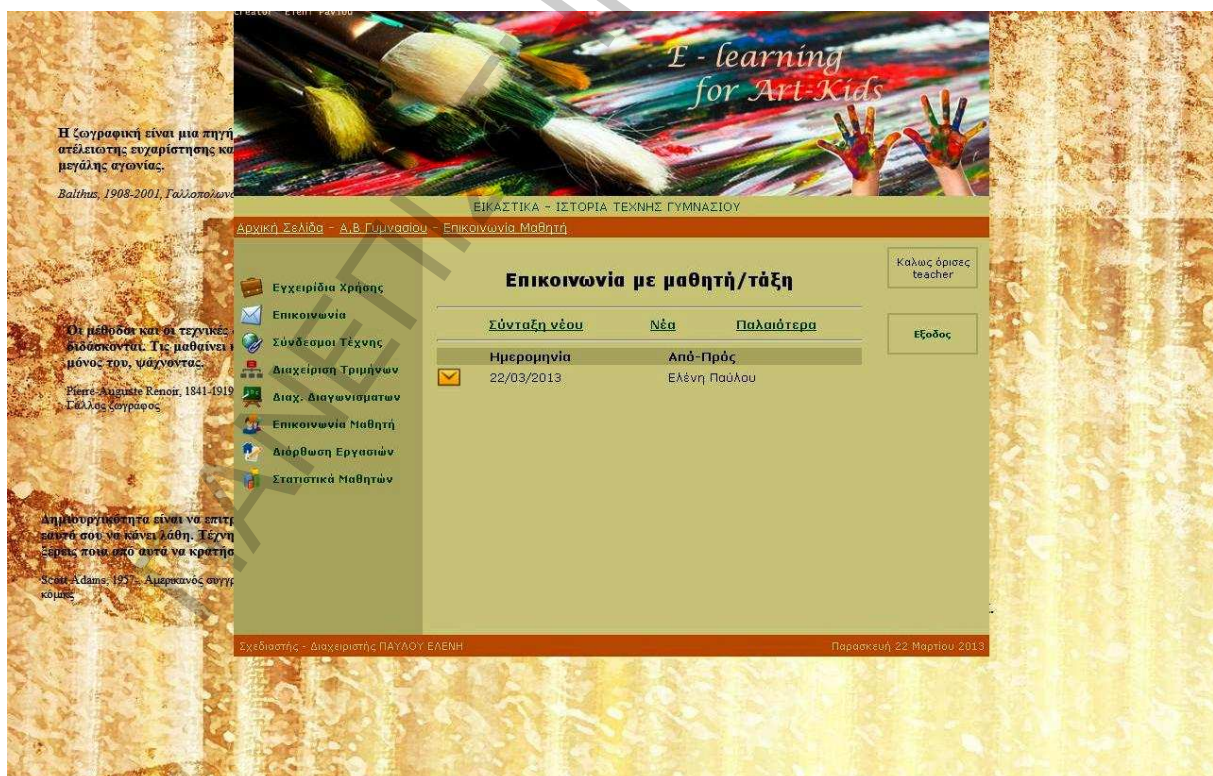 Creator Eleni Pavlou
E - learning
for Art-Kids
ΕΙΚΑΣΤΙΚΑ - ΙΣΤΟΡΙΑ ΤΕΧΝΗΣ ΓΥΜΝΑΣΙΟΥ
Αρχική Σελίδα - Α,Β Γυμνασίου - Επικοινωνία Μαθητή
Η ζωγραφική είναι μια πηγή
ατέλειωτης ευχαρίστησης κα
μεγάλης αγωνίας.
Balthus, 1908-2001, Γαλλοπολων
Οι μέθοδοι και οι τεχνικές
διδάσκονται. Τις μαθαίνει
μόνος του, ψάχνοντας.
Pierre-Auguste Renoir, 1841-1919
Γάλλος ζωγράφος
Δημιουργικότητα είναι να επιτρ
εαυτό σου να κάνει λάθη. Τέχνη
ξέρεις ποια από αυτά να κρατήσ
Scott Adams, 1957-, Αμερικανός συγγρ
κόμικς
Εγχειρίδια Χρήσης
Επικοινωνία
Σύνδεσμοι Τέχνης
Διαχείριση Τριμήνων
Διαχ. Διαγωνισματων
Επικοινωνία Μαθητή
Διόρθωση Εργασιών
Στατιστικά Μαθητών
Επικοινωνία με μαθητή/τάξη
Σύνταξη νέου Νέα Παλαιότερα
Ημερομηνία Από-Πρός
22/03/2013 Ελένη Παύλου
Καλως όρισες
teacher
Εξοδος
Σχεδιαστής - Διαχειριστής ΠΑΥΛΟΥ ΕΛΕΝΗ
Παρασκευή 22 Μαρτίου 2013